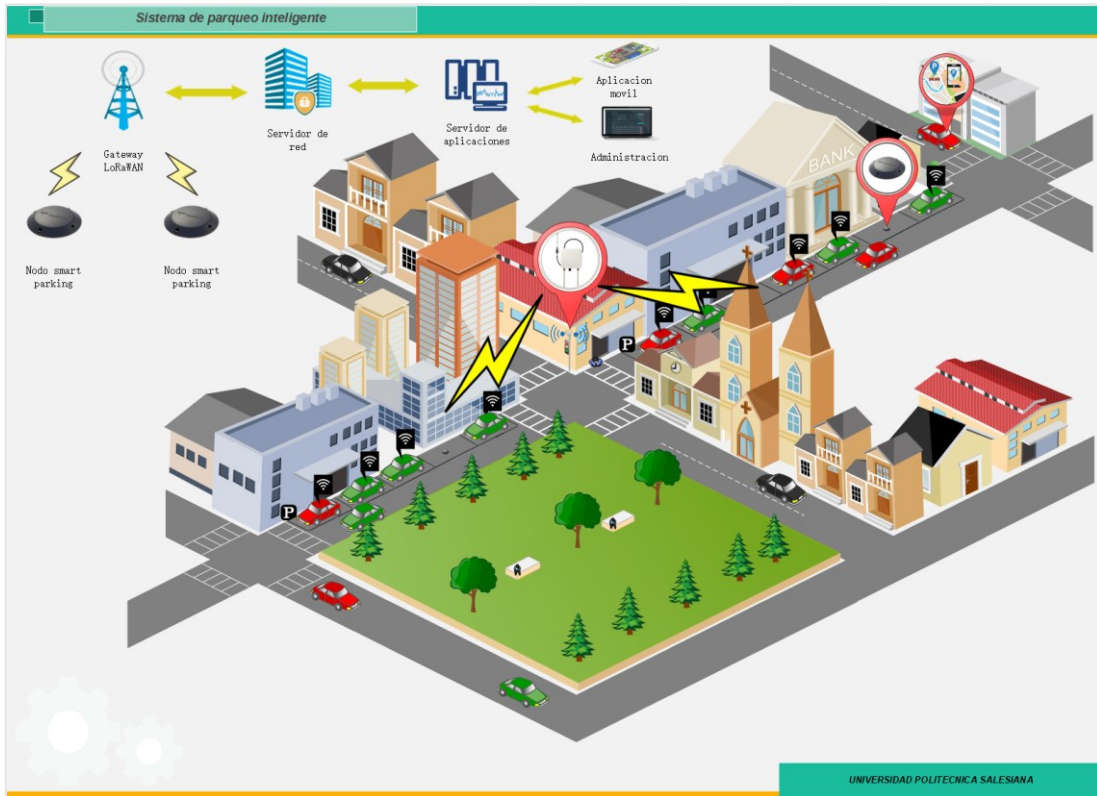 Sistema de parqueo inteligente
Gateway
LoRaWAN
Servidor de
red
Servidor de
aplicaciones
Aplicacion
movil
Administracion
Nodo smart
parking
Nodo smart
parking
BANK
P
P
P
UNIVERSIDAD POLITECNICA SALESIANA